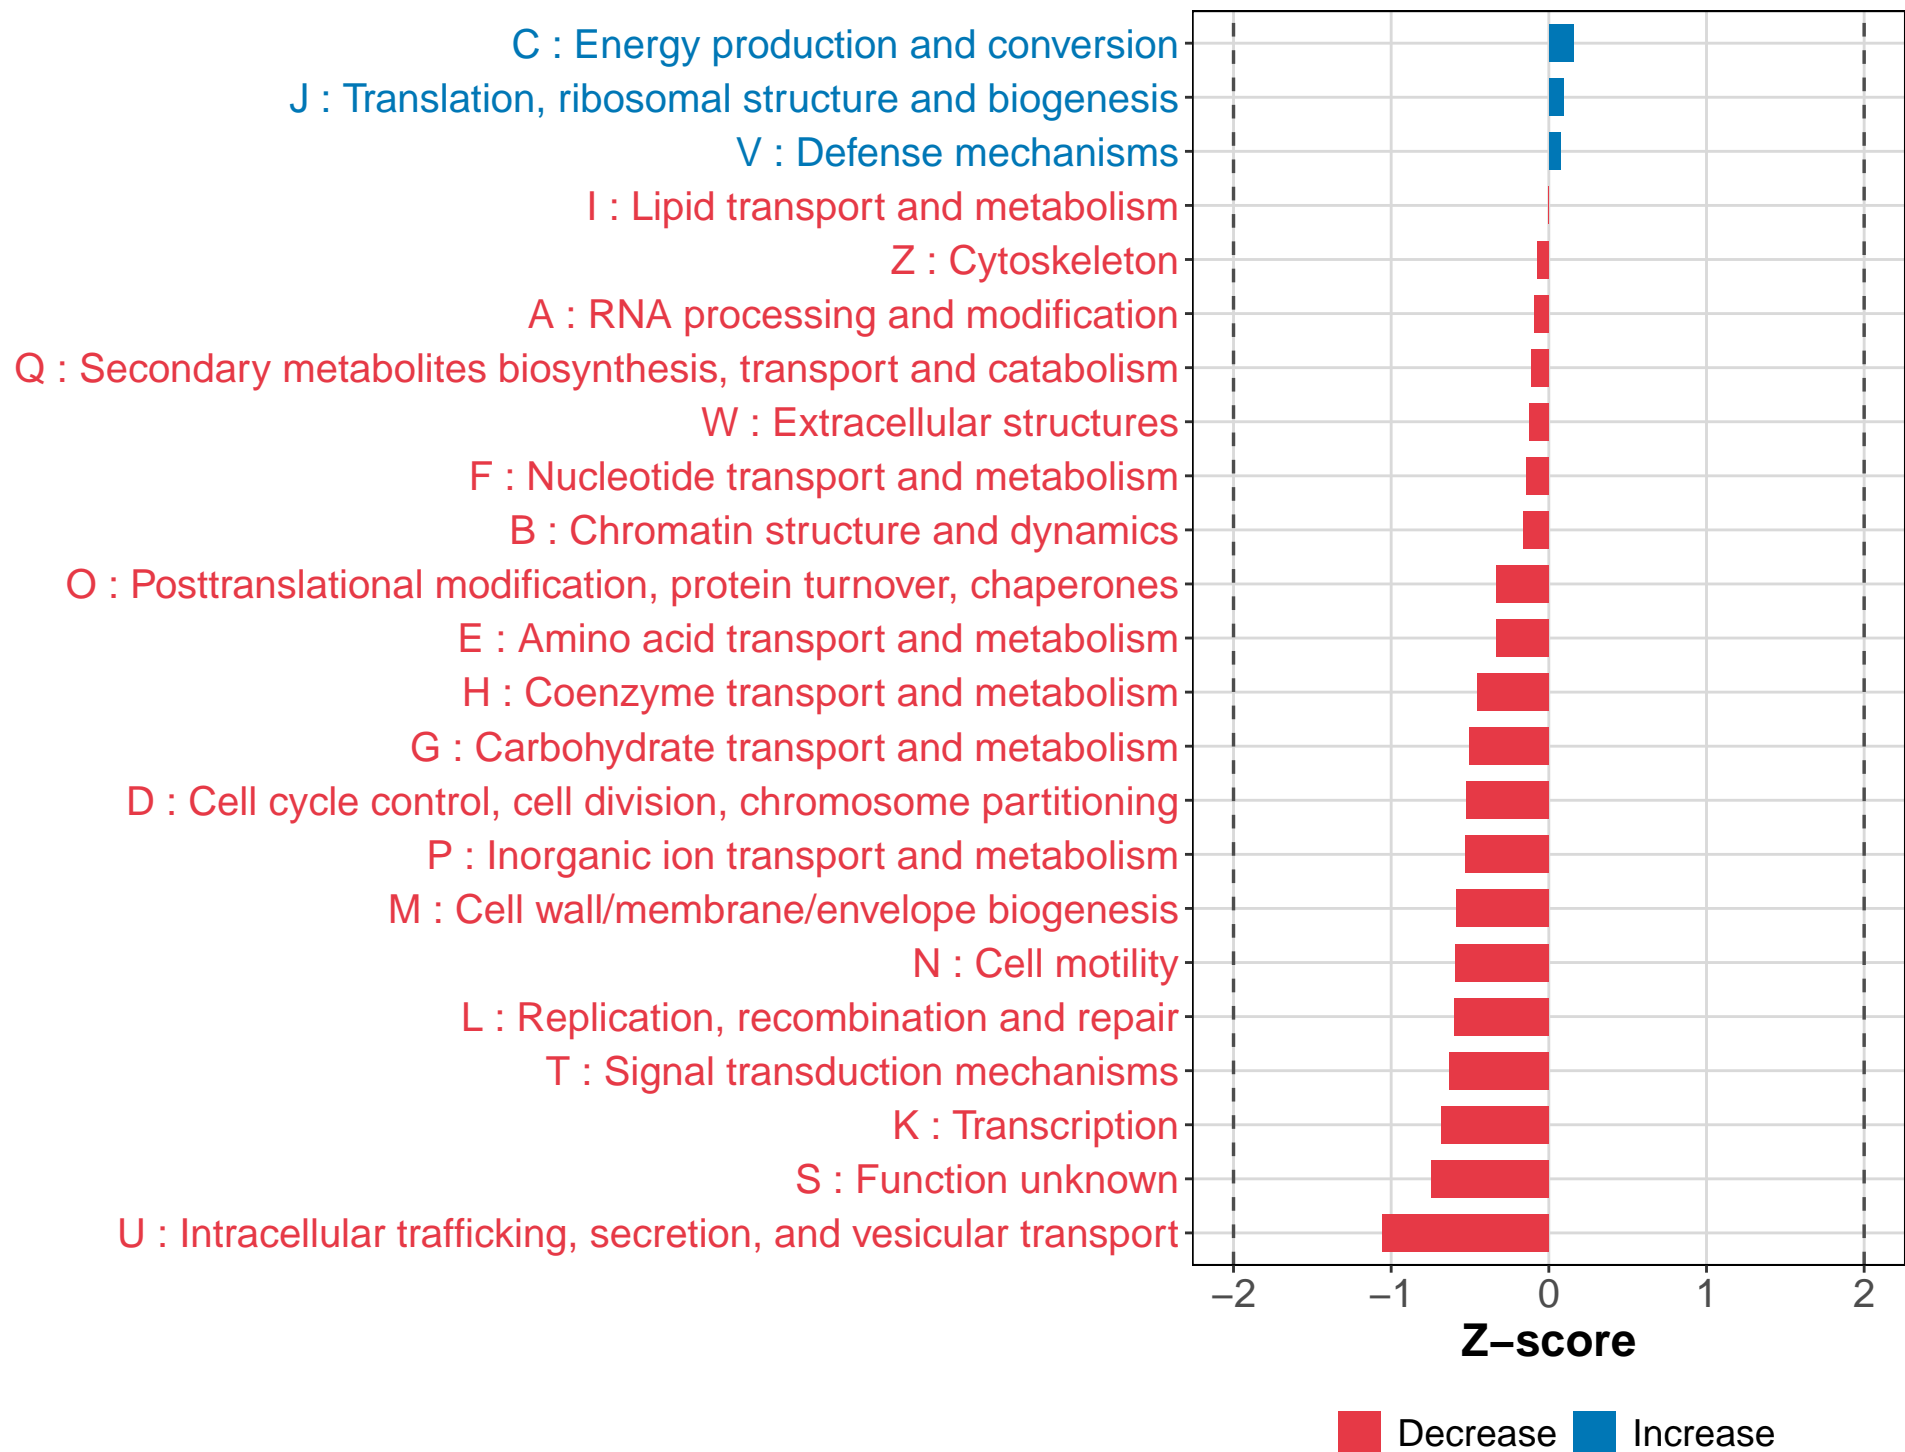 C : Energy production and conversion
J : Translation, ribosomal structure and biogenesis
V : Defense mechanisms
I : Lipid transport and metabolism
Z : Cytoskeleton
A : RNA processing and modification
Q : Secondary metabolites biosynthesis, transport and catabolism
W : Extracellular structures
F : Nucleotide transport and metabolism
B : Chromatin structure and dynamics
O : Posttranslational modification, protein turnover, chaperones
E : Amino acid transport and metabolism
H : Coenzyme transport and metabolism
G : Carbohydrate transport and metabolism
D : Cell cycle control, cell division, chromosome partitioning
P : Inorganic ion transport and metabolism
M : Cell wall/membrane/envelope biogenesis
N : Cell motility
L : Replication, recombination and repair
T : Signal transduction mechanisms
K : Transcription
S : Function unknown
U : Intracellular trafficking, secretion, and vesicular transport
−2 −1 0 1 2
Z−score
Decrease Increase